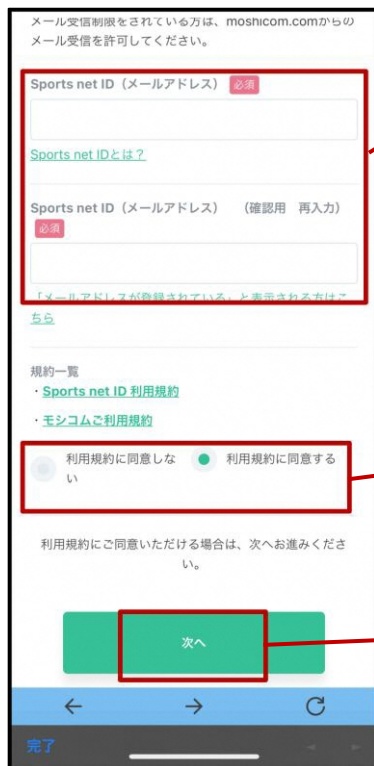 メール受信制限をされている方は、moshicom.comからの
メール受信を許可してください。
Sports net ID（メールアドレス） 必須
Sports net IDとは？
Sports net ID（メールアドレス） （確認用 再入力）
必須
「メールアドレスが登録されている」と表示される方はこ
ちら
規約一覧
・Sports net ID 利用規約
・モシコムご利用規約
利用規約に同意しな 利用規約に同意する
い
利用規約にご同意いただける場合は、次へお進みくださ
い。
次へ
完了